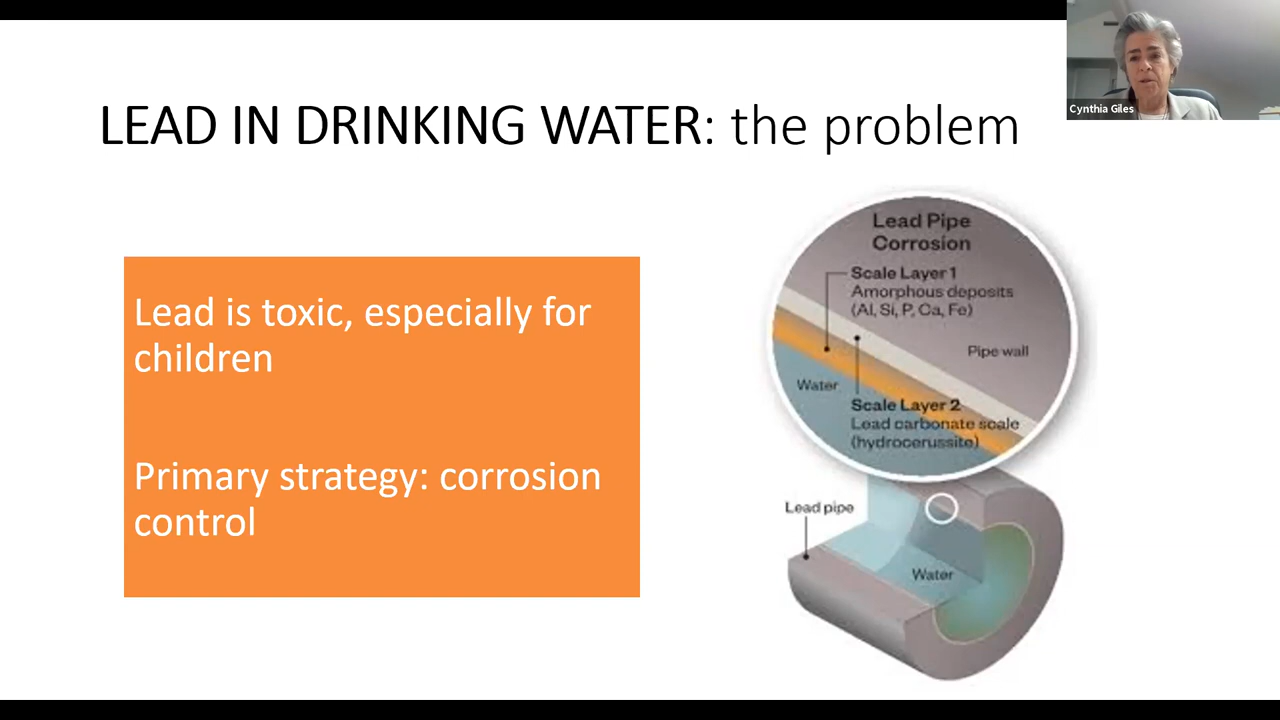 LEAD IN DRINKING WATER: the problem
Cynthia Giles
Lead is toxic, especially for
children
Primary strategy: corrosion
control
Lead Pipe
Corrosion
Scale Layer 1
Amorphous deposits
(Al, Si, P, Ca, Fe)
Pipe wall
Water
Scale Layer 2
Lead carbonate scale
(hydrocerussite)
Lead pipe
Water